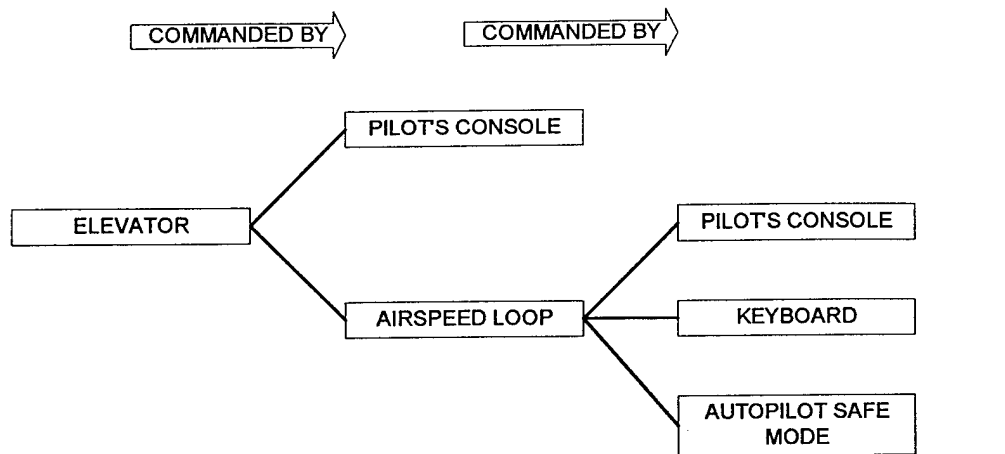 COMMANDED BY
COMMANDED BY
PILOT'S CONSOLE
ELEVATOR
PILOT'S CONSOLE
AIRSPEED LOOP
KEYBOARD
AUTOPILOT SAFE
MODE